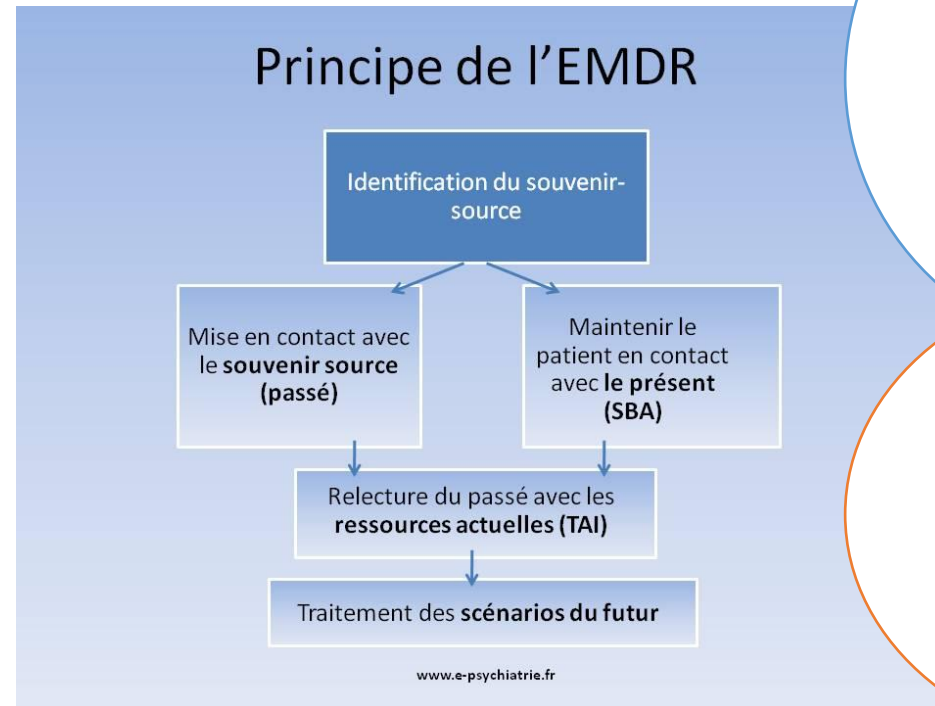 Principe de l’EMDR
Identification du souvenir-
source
Mise en contact avec
le souvenir source
(passé)
Maintenir le
patient en contact
avec le présent
(SBA)
Relecture du passé avec les
ressources actuelles (TAI)
Traitement des scénarios du futur
www.e-psychiatrie.fr